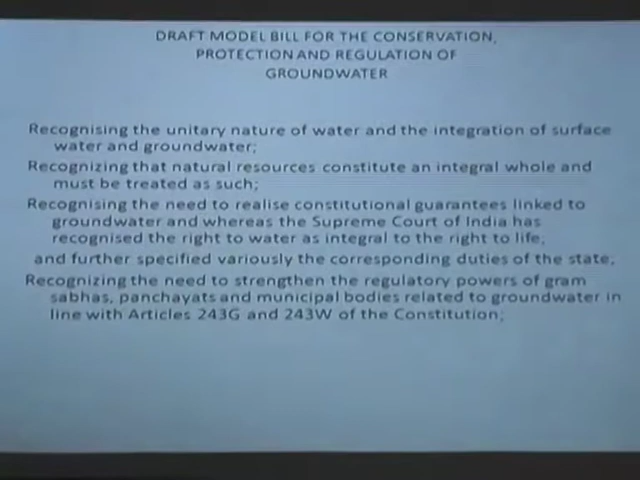 DRAFT MODEL BILL FOR THE CONSERVATION,
PROTECTION AND REGULATION OF
GROUNDWATER
Recognising the unitary nature of water and the integration of surface
water and groundwater;
Recognizing that natural resources constitute an integral whole and
must be treated as such;
Recognising the need to realise constitutional guarantees linked to
groundwater and whereas the Supreme Court of India has
recognised the right to water as integral to the right to life,
and further specified variously the corresponding duties of the state;
Recognizing the need to strengthen the regulatory powers of gram
sabhas, panchayats and municipal bodies related to groundwater in
line with Articles 243G and 243W of the Constitution;